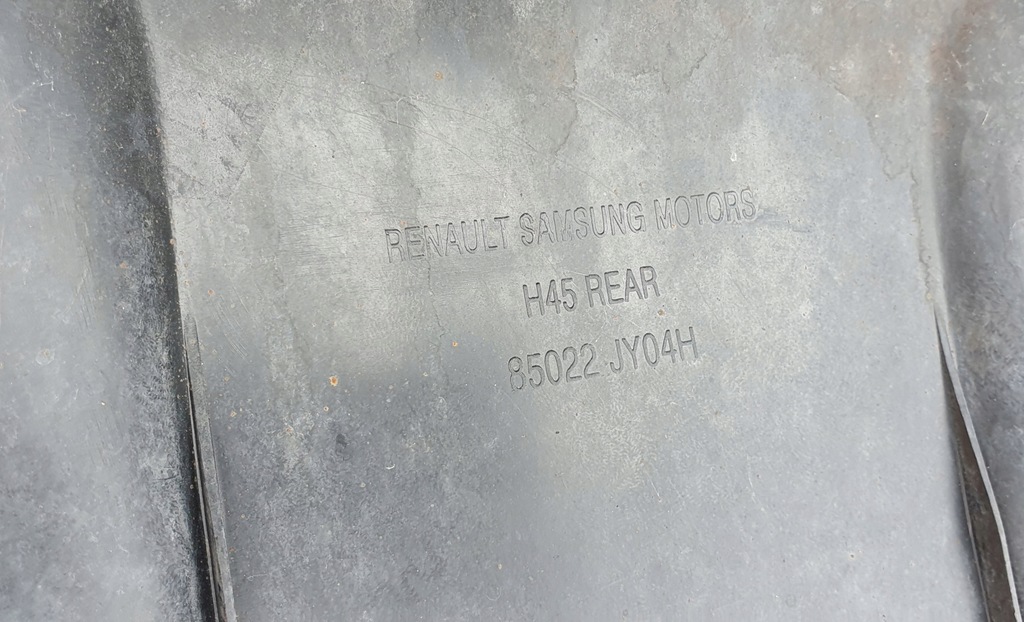 RENAULT SAMSUNG MOTORS
H45 REAR
85022 JY04H